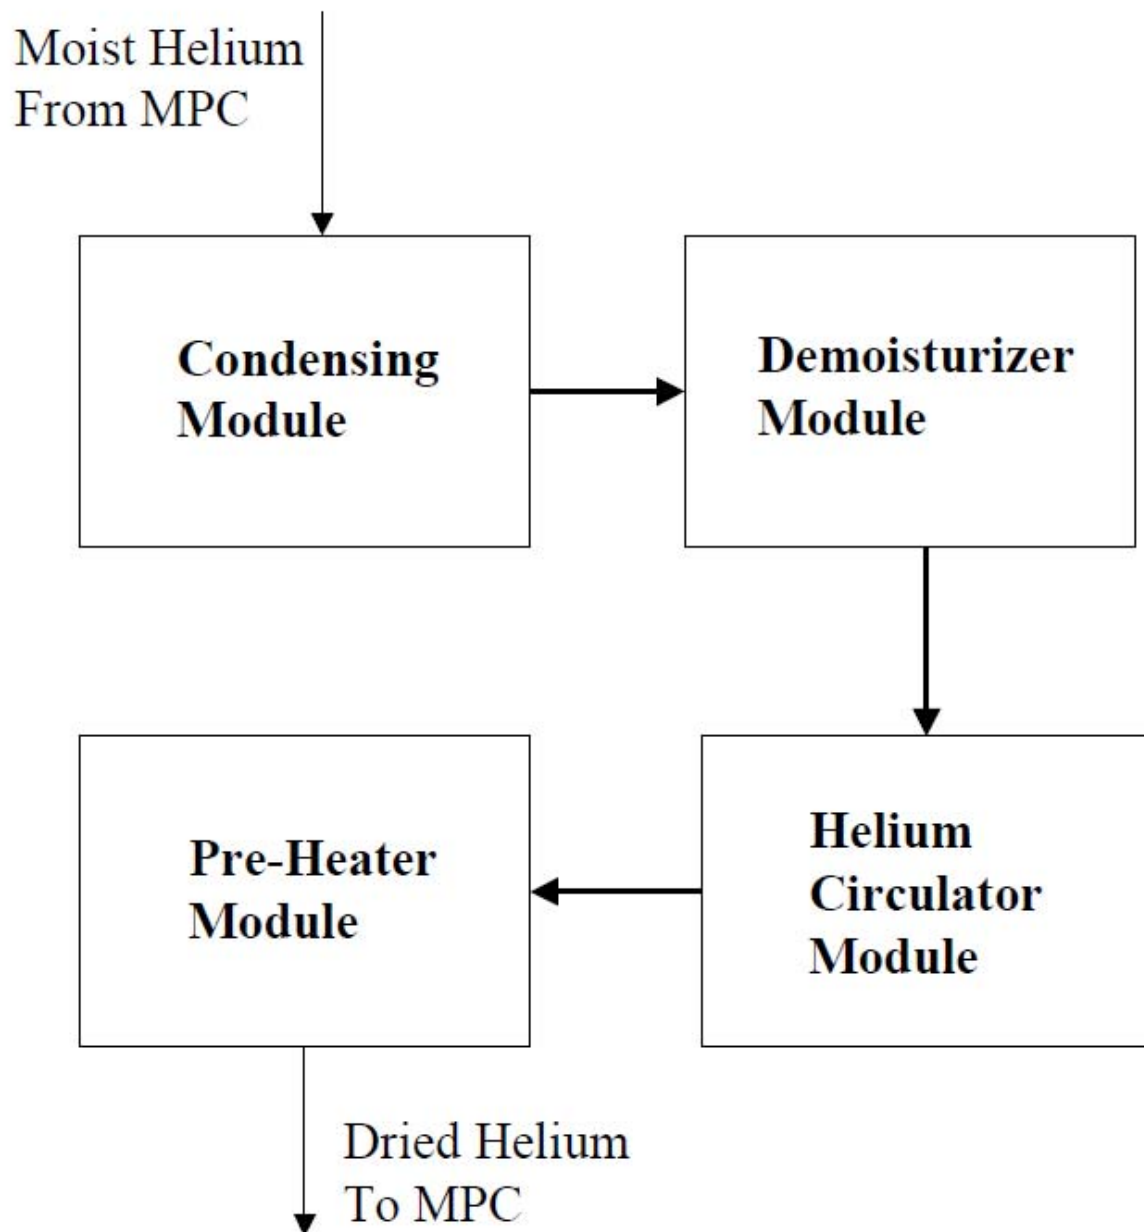 Moist Helium
From MPC
Condensing
Module
Demoisturizer
Module
Helium
Circulator
Module
Pre-Heater
Module
Dried Helium
To MPC